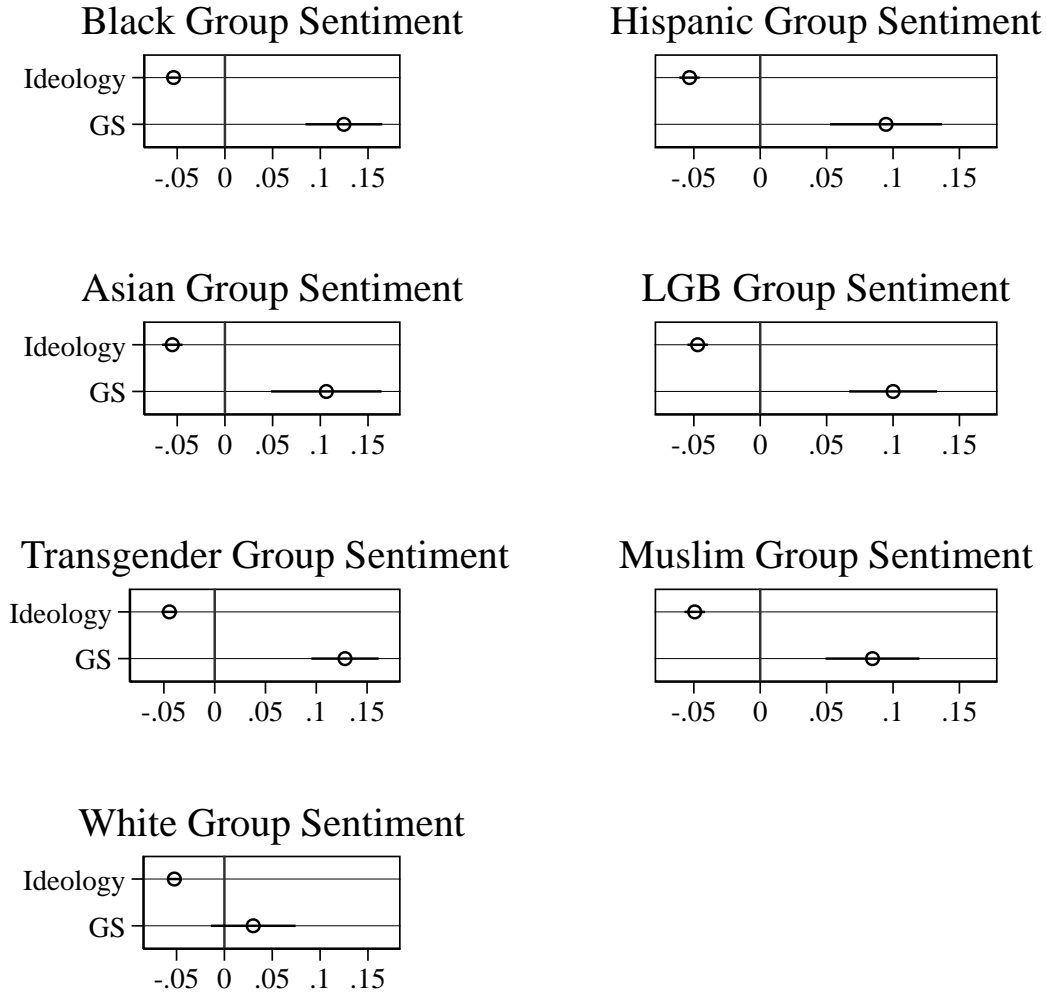 Black Group Sentiment
Ideology
GS
-.05 0 .05 .1 .15
Hispanic Group Sentiment
-.05 0 .05 .1 .15
Asian Group Sentiment
Ideology
GS
-.05 0 .05 .1 .15
LGB Group Sentiment
-.05 0 .05 .1 .15
Transgender Group Sentiment
Ideology
GS
-.05 0 .05 .1 .15
Muslim Group Sentiment
-.05 0 .05 .1 .15
White Group Sentiment
Ideology
GS
-.05 0 .05 .1 .15